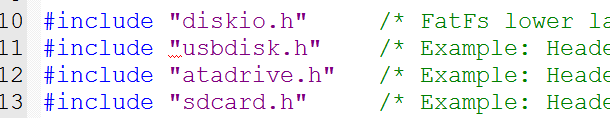 10 #include "diskio.h" /* FatFs lower la
11 #include "usbdisk.h" /* Example: Heade
12 #include "atadrive.h" /* Example: Heade
13 #include "sdcard.h" /* Example: Heade